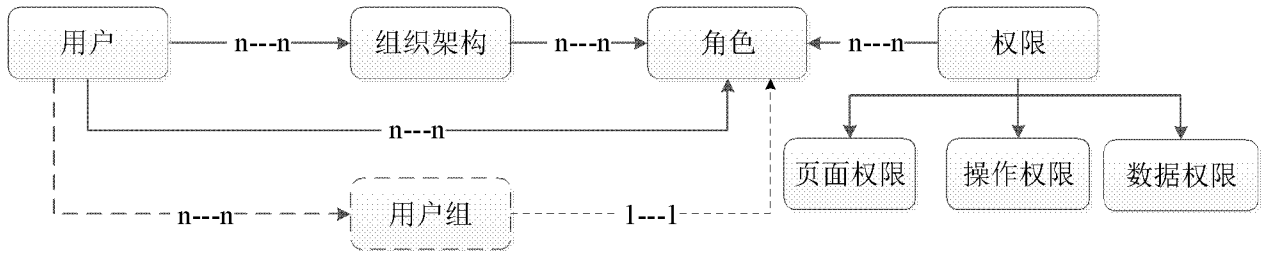 用户
n---n
组织架构
n---n
角色
n---n
权限
n---n
页面权限
操作权限
数据权限
n---n
用户组
1---1